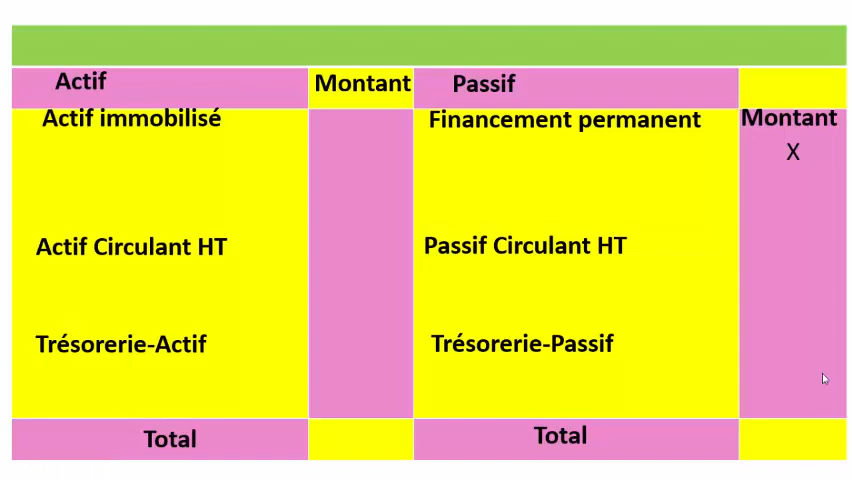 Actif Montant Passif
Actif immobilisé Financement permanent Montant
X
Actif Circulant HT Passif Circulant HT
Trésorerie-Actif Trésorerie-Passif
Total Total